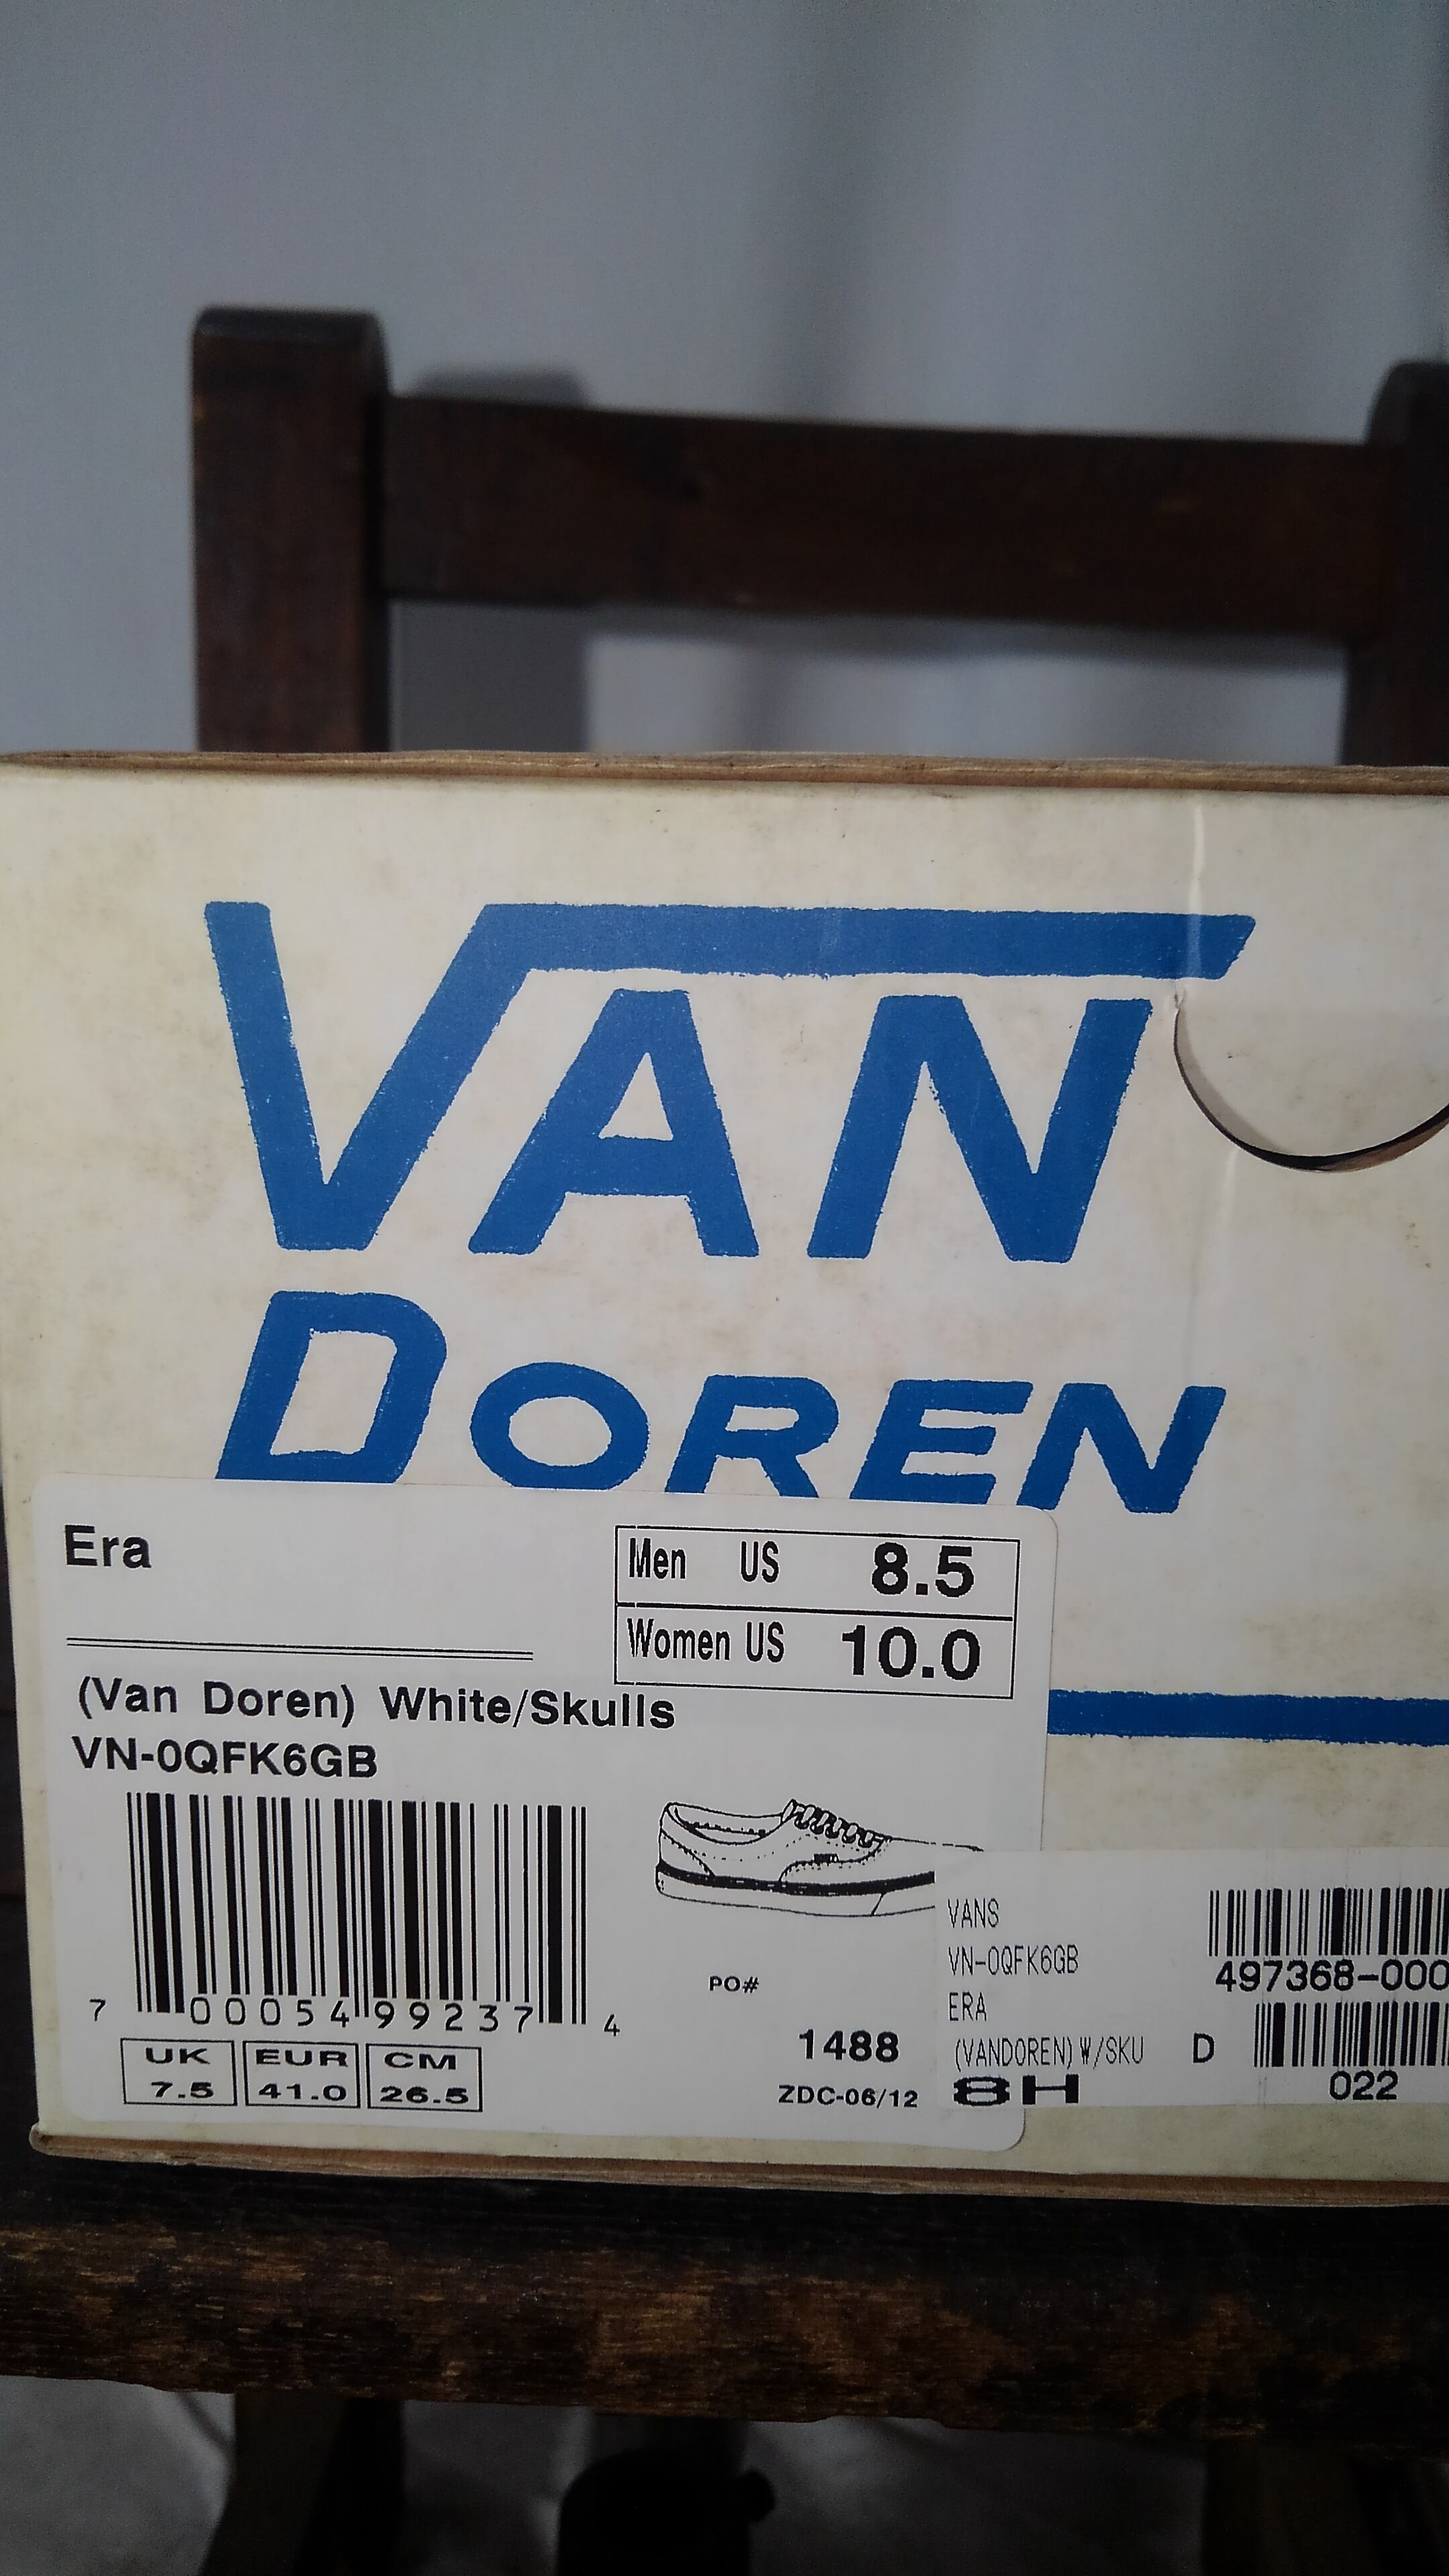 VAN
DOREN
Era
Men US 8.5
Women US 10.0
(Van Doren) White/Skulls
VN-0QFK6GB
7 00054 99237 4
UK EUR CM
7.5 41.0 26.5
PO#
1488
ZDC-06/12
VANS
VN-0QFK6GB
ERA
(VANDOREN) W/SKU D
8H
497368-000
022